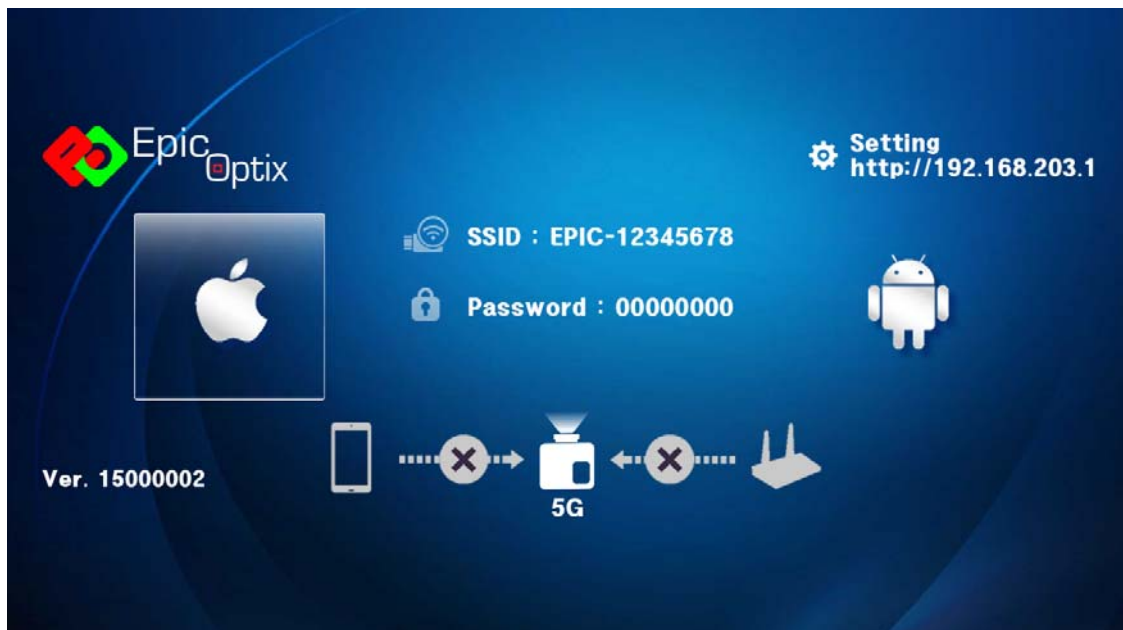 Epic
Optix
Setting
http://192.168.203.1
SSID : EPIC-12345678
Password : 00000000
Ver. 15000002
5G